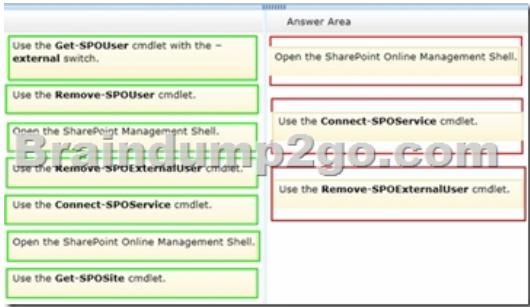 Answer Area
Use the Get-SPOUser cmdlet with the –
external switch.
Use the Remove-SPOUser cmdlet.
Open the SharePoint Management Shell.
Use the Remove-SPOExternalUser cmdlet.
Use the Connect-SPOService cmdlet.
Open the SharePoint Online Management Shell.
Use the Get-SPOSite cmdlet.
Open the SharePoint Online Management Shell.
Use the Connect-SPOService cmdlet.
Use the Remove-SPOExternalUser cmdlet.
Braindump2go.com